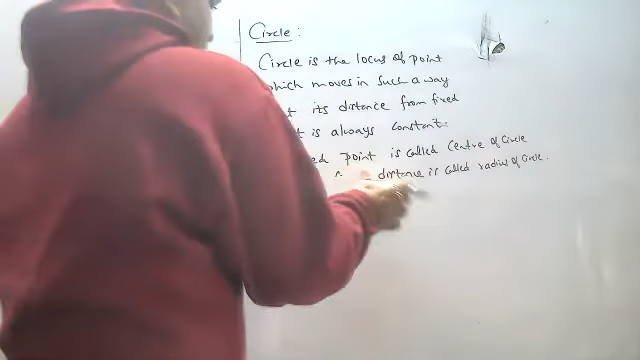 Circle :
Circle is the locus of point
which moves in such a way
its distance from fixed
is always constant.
point is called Centre of Circle
distance is called radius of Circle.